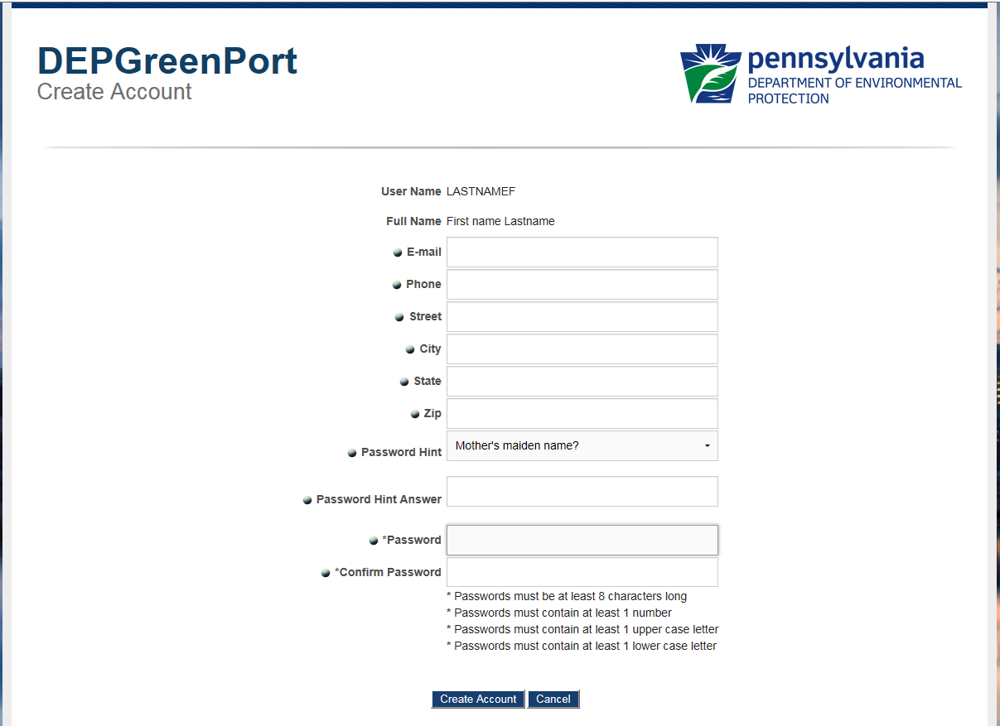 DEPGreenPort
Create Account
pennsylvania
DEPARTMENT OF ENVIRONMENTAL
PROTECTION
User Name LASTNAMEF
Full Name First name Lastname
E-mail
Phone
Street
City
State
Zip
Password Hint Mother's maiden name?
Password Hint Answer
*Password
*Confirm Password
* Passwords must be at least 8 characters long
* Passwords must contain at least 1 number
* Passwords must contain at least 1 upper case letter
* Passwords must contain at least 1 lower case letter
Create Account Cancel